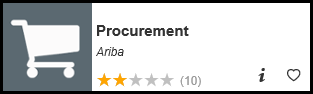 Procurement
Ariba
(10)
i